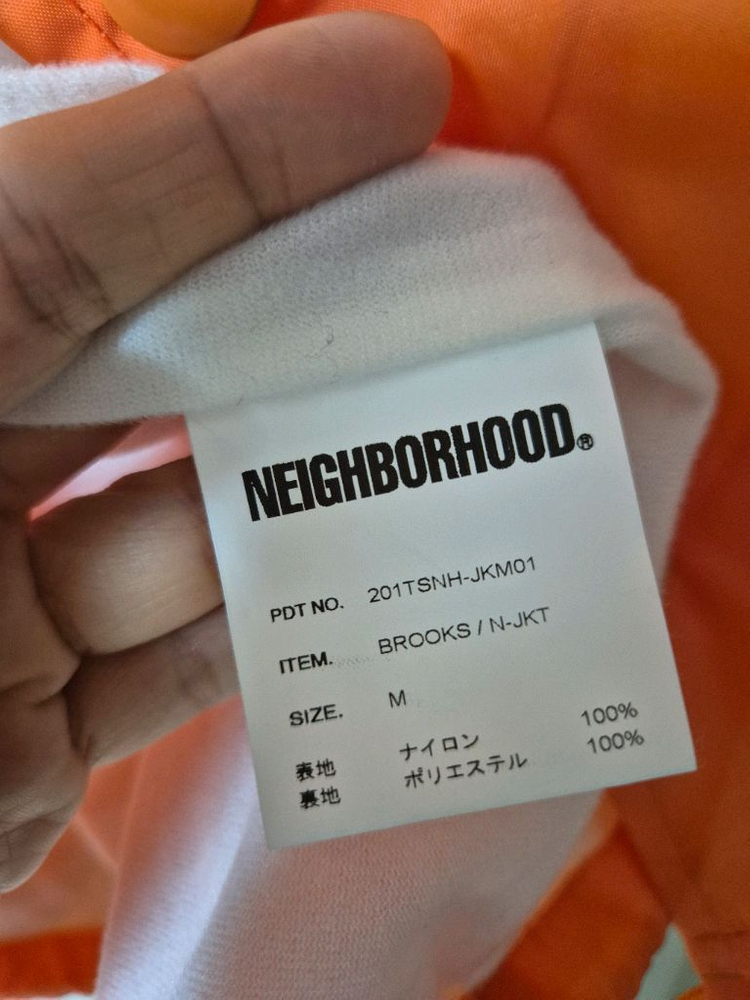 NEIGHBORHOOD®
PDT NO. 201TSNH-JKM01
ITEM. BROOKS / N-JKT
SIZE. M
表地 ナイロン 100%
裏地 ポリエステル 100%